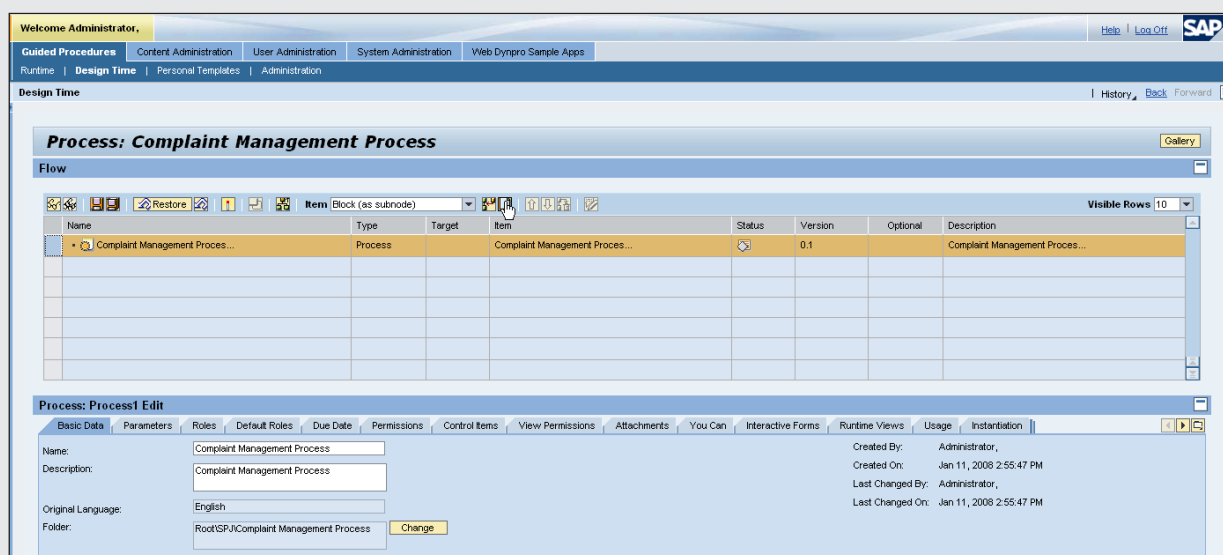 Welcome Administrator,
Help | Log Off SAP
Guided Procedures Content Administration User Administration System Administration Web Dynpro Sample Apps
Runtime | Design Time | Personal Templates | Administration
Design Time | History Back Forward
Process: Complaint Management Process Gallery
Flow
Restore Item Block (as subnode) Visible Rows 10
Name Type Target Item Status Version Optional Description
• Complaint Management Proces... Process Complaint Management Proces... 0.1 Complaint Management Proces...
Process: Process1 Edit
Basic Data Parameters Roles Default Roles Due Date Permissions Control Items View Permissions Attachments You Can Interactive Forms Runtime Views Usage Instantiation
Name: Complaint Management Process Created By: Administrator,
Description: Complaint Management Process Created On: Jan 11, 2008 2:55:47 PM
Last Changed By: Administrator,
Original Language: English Last Changed On: Jan 11, 2008 2:55:47 PM
Folder: Root\SPJ\Complaint Management Process Change